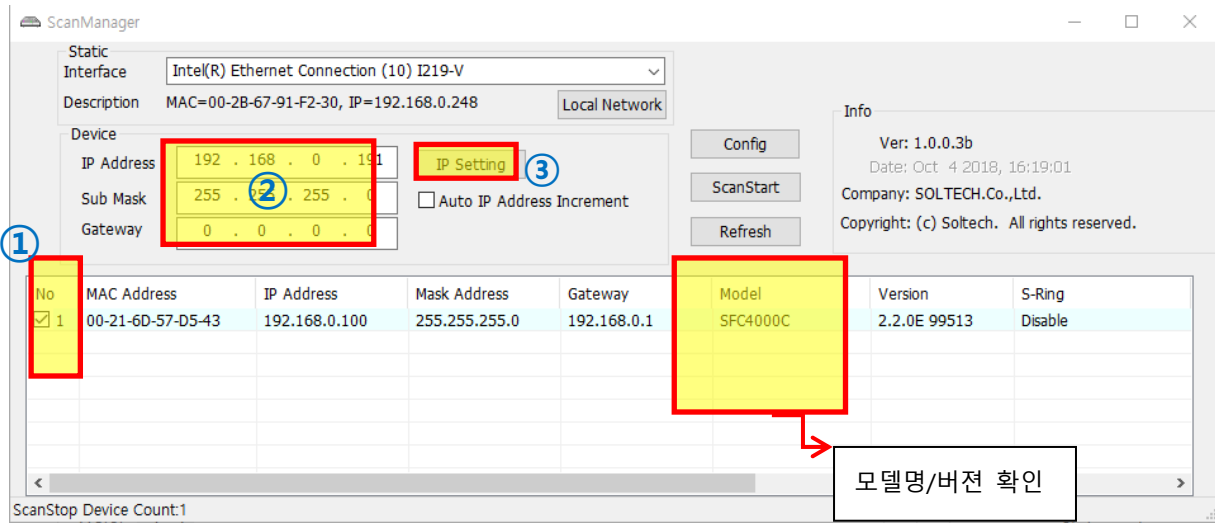 ScanManager
Static
Interface Intel(R) Ethernet Connection (10) I219-V
Description MAC=00-2B-67-91-F2-30, IP=192.168.0.248 Local Network
Device
IP Address 192 . 168 . 0 . 191 IP Setting ③
Sub Mask 255 . 255 . 255 . 0 ② Auto IP Address Increment
Gateway 0 . 0 . 0 . 0
Config
ScanStart
Refresh
Info
Ver: 1.0.0.3b
Date: Oct 4 2018, 16:19:01
Company: SOLTECH.Co.,Ltd.
Copyright: (c) Soltech. All rights reserved.
①
No MAC Address IP Address Mask Address Gateway Model Version S-Ring
1 00-21-6D-57-D5-43 192.168.0.100 255.255.255.0 192.168.0.1 SFC4000C 2.2.0E 99513 Disable
모델명/버젼 확인
ScanStop Device Count:1